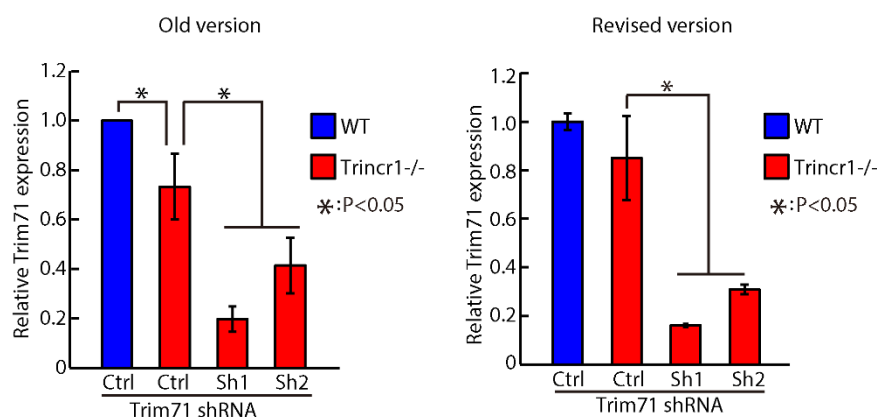 Old version
Relative Trim71 expression
1.2
1.0
0.8
0.6
0.4
0.2
0
*
*
WT
Trincr1-/-
*:P<0.05
Ctrl Ctrl Sh1 Sh2
Trim71 shRNA
Revised version
Relative Trim71 expression
1.2
1.0
0.8
0.6
0.4
0.2
0
*
WT
Trincr1-/-
*:P<0.05
Ctrl Ctrl Sh1 Sh2
Trim71 shRNA